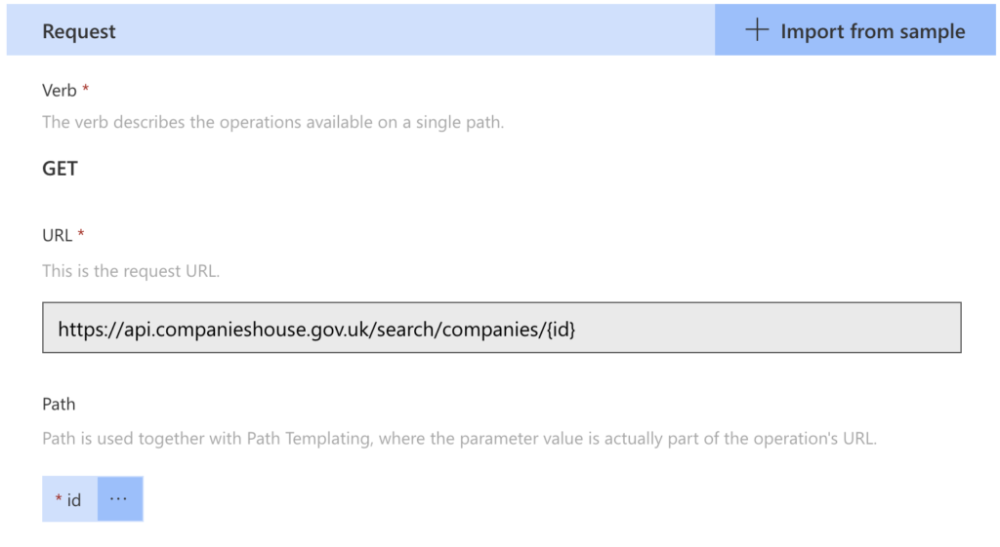 Request
+ Import from sample
Verb *
The verb describes the operations available on a single path.
GET
URL *
This is the request URL.
https://api.companieshouse.gov.uk/search/companies/{id}
Path
Path is used together with Path Templating, where the parameter value is actually part of the operation's URL.
* id ...